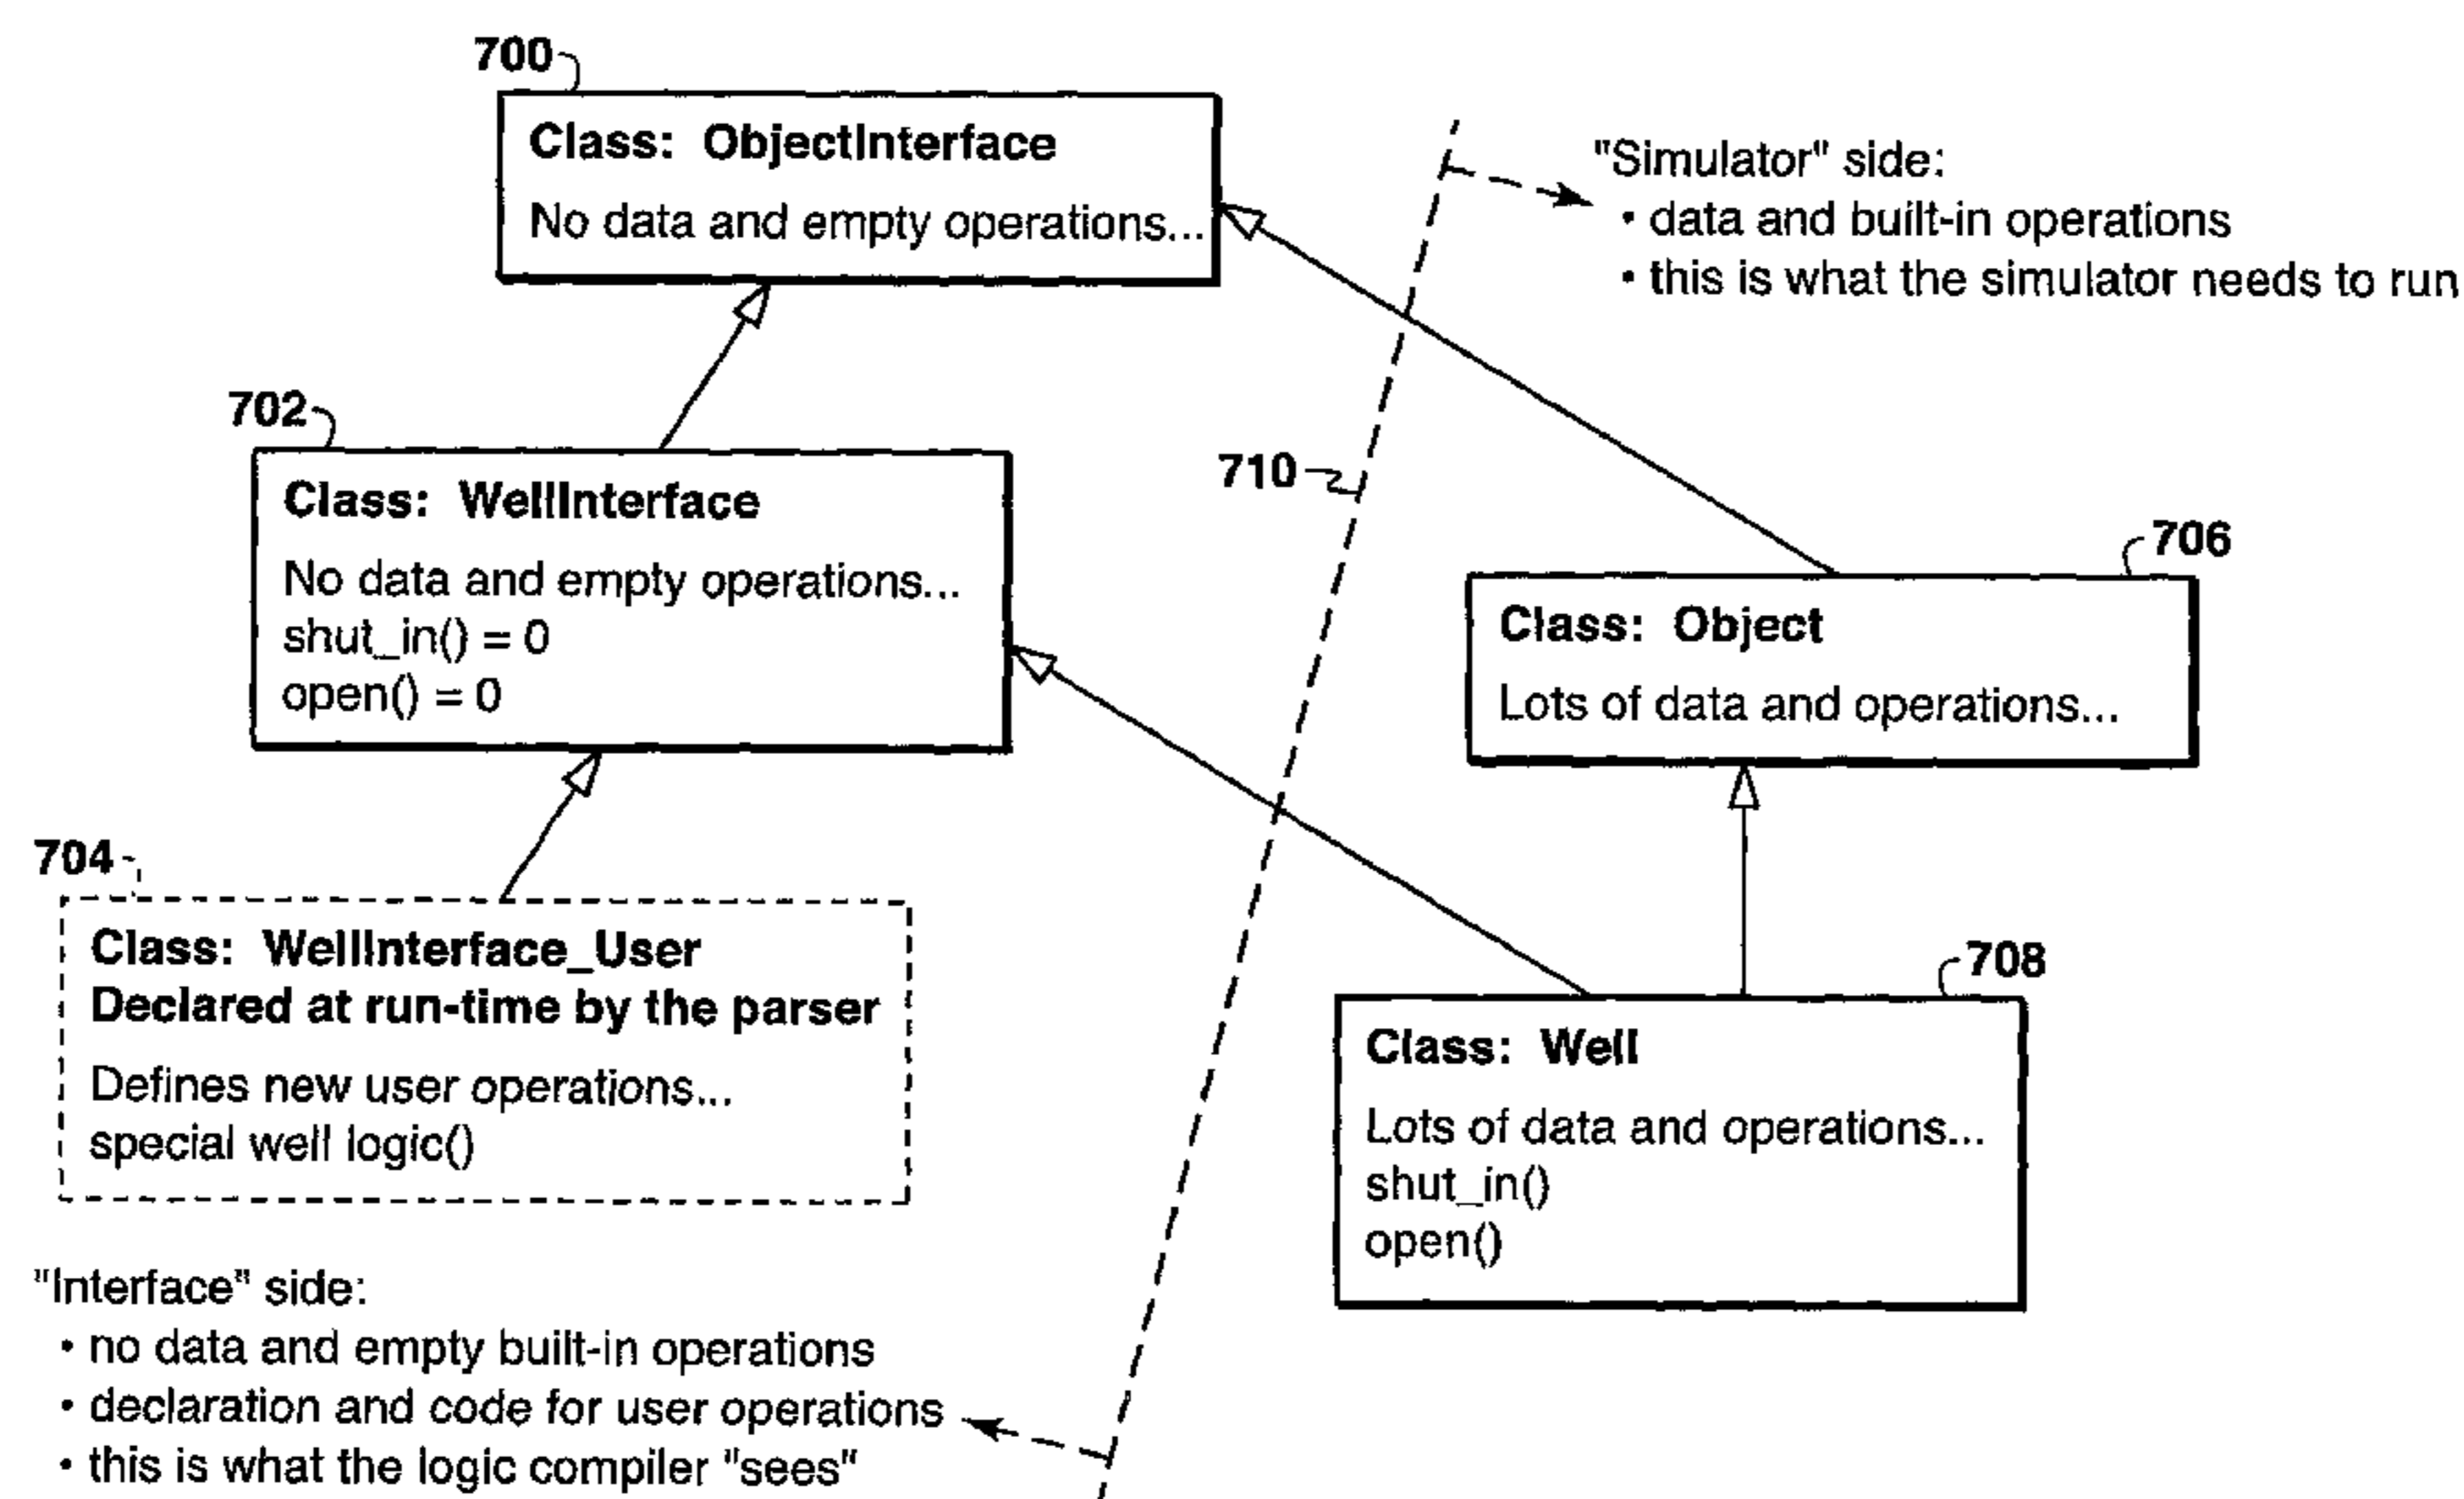 700
Class: ObjectInterface
No data and empty operations...
"Simulator" side:
• data and built-in operations
• this is what the simulator needs to run
702
Class: WellInterface
No data and empty operations...
shut_in() = 0
open() = 0
710
706
Class: Object
Lots of data and operations...
704
Class: WellInterface_User
Declared at run-time by the parser
Defines new user operations...
special well logic()
708
Class: Well
Lots of data and operations...
shut_in()
open()
"Interface" side:
• no data and empty built-in operations
• declaration and code for user operations
• this is what the logic compiler "sees"